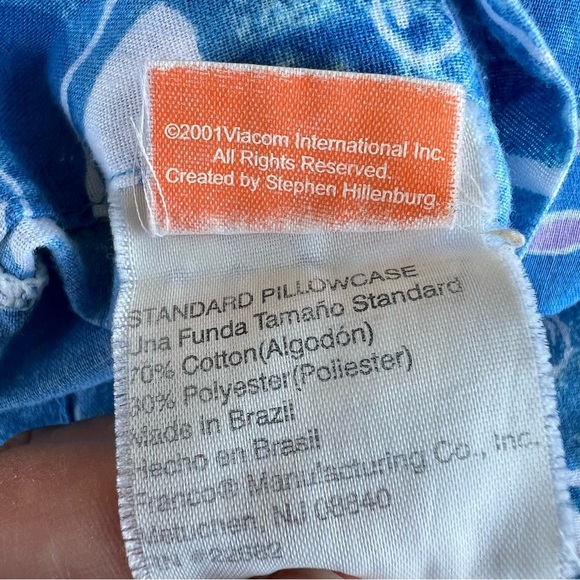 ©2001Viacom International Inc.
All Rights Reserved.
Created by Stephen Hillenburg.
STANDARD PILLOWCASE
Una Funda Tamaño Standard
70% Cotton(Algodón)
30% Polyester(Poliester)
Made In Brazil
Hecho en Brasil
Franco® Manufacturing Co., Inc.
Metuchen, NJ 08840